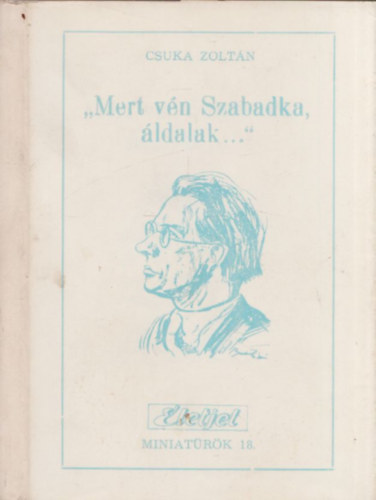 CSUKA ZOLTÁN
„Mert vén Szabadka,
áldalak..."
Életjel
MINIATŰRÖK 18.